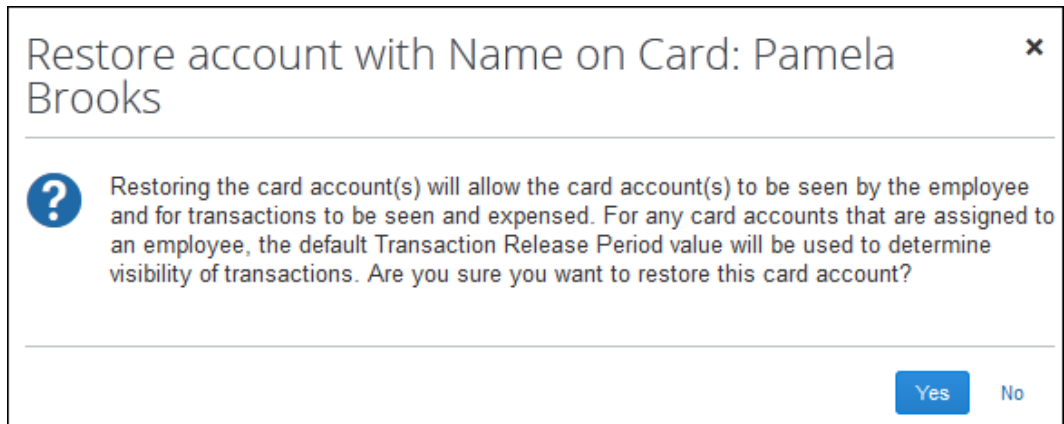 Restore account with Name on Card: Pamela
Brooks
Restoring the card account(s) will allow the card account(s) to be seen by the employee
and for transactions to be seen and expensed. For any card accounts that are assigned to
an employee, the default Transaction Release Period value will be used to determine
visibility of transactions. Are you sure you want to restore this card account?
Yes No